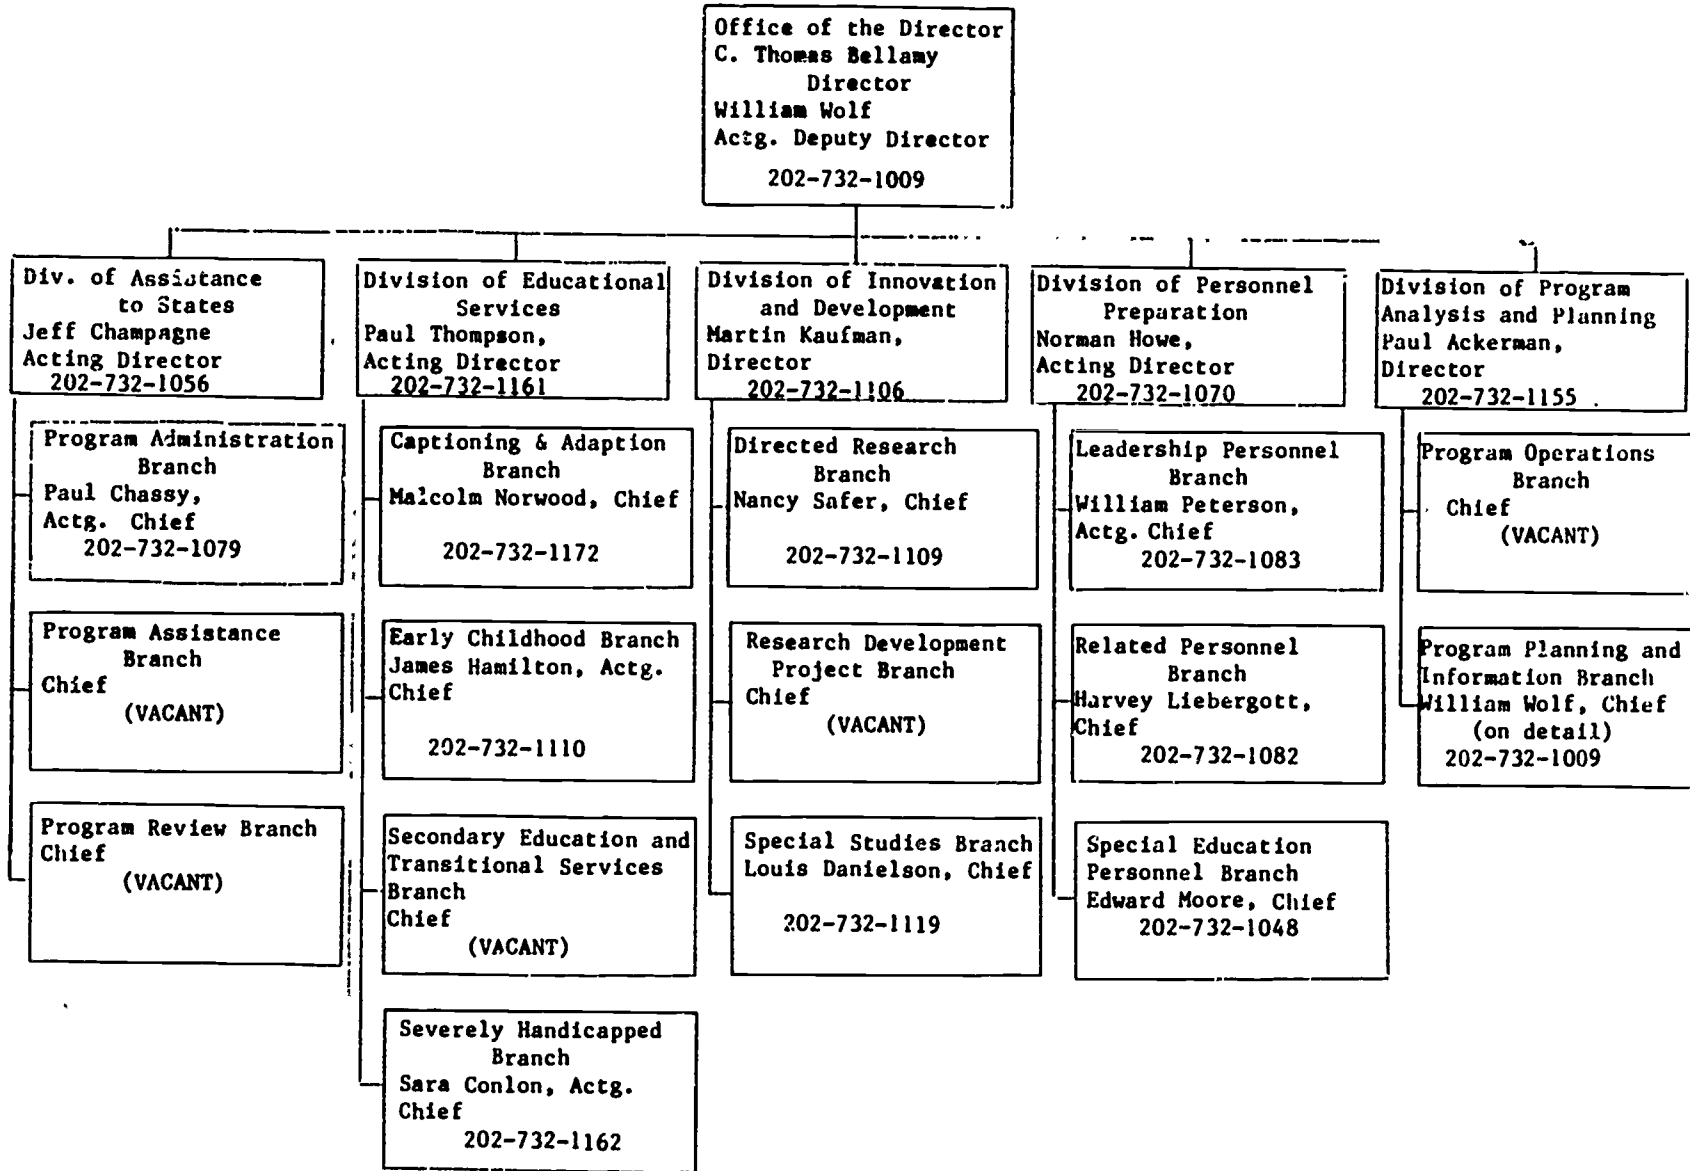 Office of the Director
C. Thomas Bellamy
Director
William Wolf
Actg. Deputy Director
202-732-1009
Div. of Assistance
to States
Jeff Champagne
Acting Director
202-732-1056
Program Administration
Branch
Paul Chassy,
Actg. Chief
202-732-1079
Program Assistance
Branch
Chief
(VACANT)
Program Review Branch
Chief
(VACANT)
Division of Educational
Services
Paul Thompson,
Acting Director
202-732-1161
Captioning & Adaption
Branch
Malcolm Norwood, Chief
202-732-1172
Early Childhood Branch
James Hamilton, Actg.
Chief
202-732-1110
Secondary Education and
Transitional Services
Branch
Chief
(VACANT)
Severely Handicapped
Branch
Sara Conlon, Actg.
Chief
202-732-1162
Division of Innovation
and Development
Martin Kaufman,
Director
202-732-1106
Directed Research
Branch
Nancy Safer, Chief
202-732-1109
Research Development
Project Branch
Chief
(VACANT)
Special Studies Branch
Louis Danielson, Chief
202-732-1119
Division of Personnel
Preparation
Norman Howe,
Acting Director
202-732-1070
Leadership Personnel
Branch
William Peterson,
Actg. Chief
202-732-1083
Related Personnel
Branch
Harvey Liebergott,
Chief
202-732-1082
Special Education
Personnel Branch
Edward Moore, Chief
202-732-1048
Division of Program
Analysis and Planning
Paul Ackerman,
Director
202-732-1155
Program Operations
Branch
Chief
(VACANT)
Program Planning and
Information Branch
William Wolf, Chief
(on detail)
202-732-1009